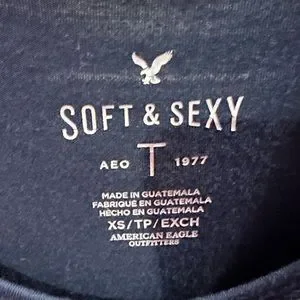 SOFT & SEXY
AEO T 1977
MADE IN GUATEMALA
FABRIQUÉ EN GUATEMALA
HECHO EN GUATEMALA
XS/TP/EXCH
AMERICAN EAGLE
OUTFITTERS